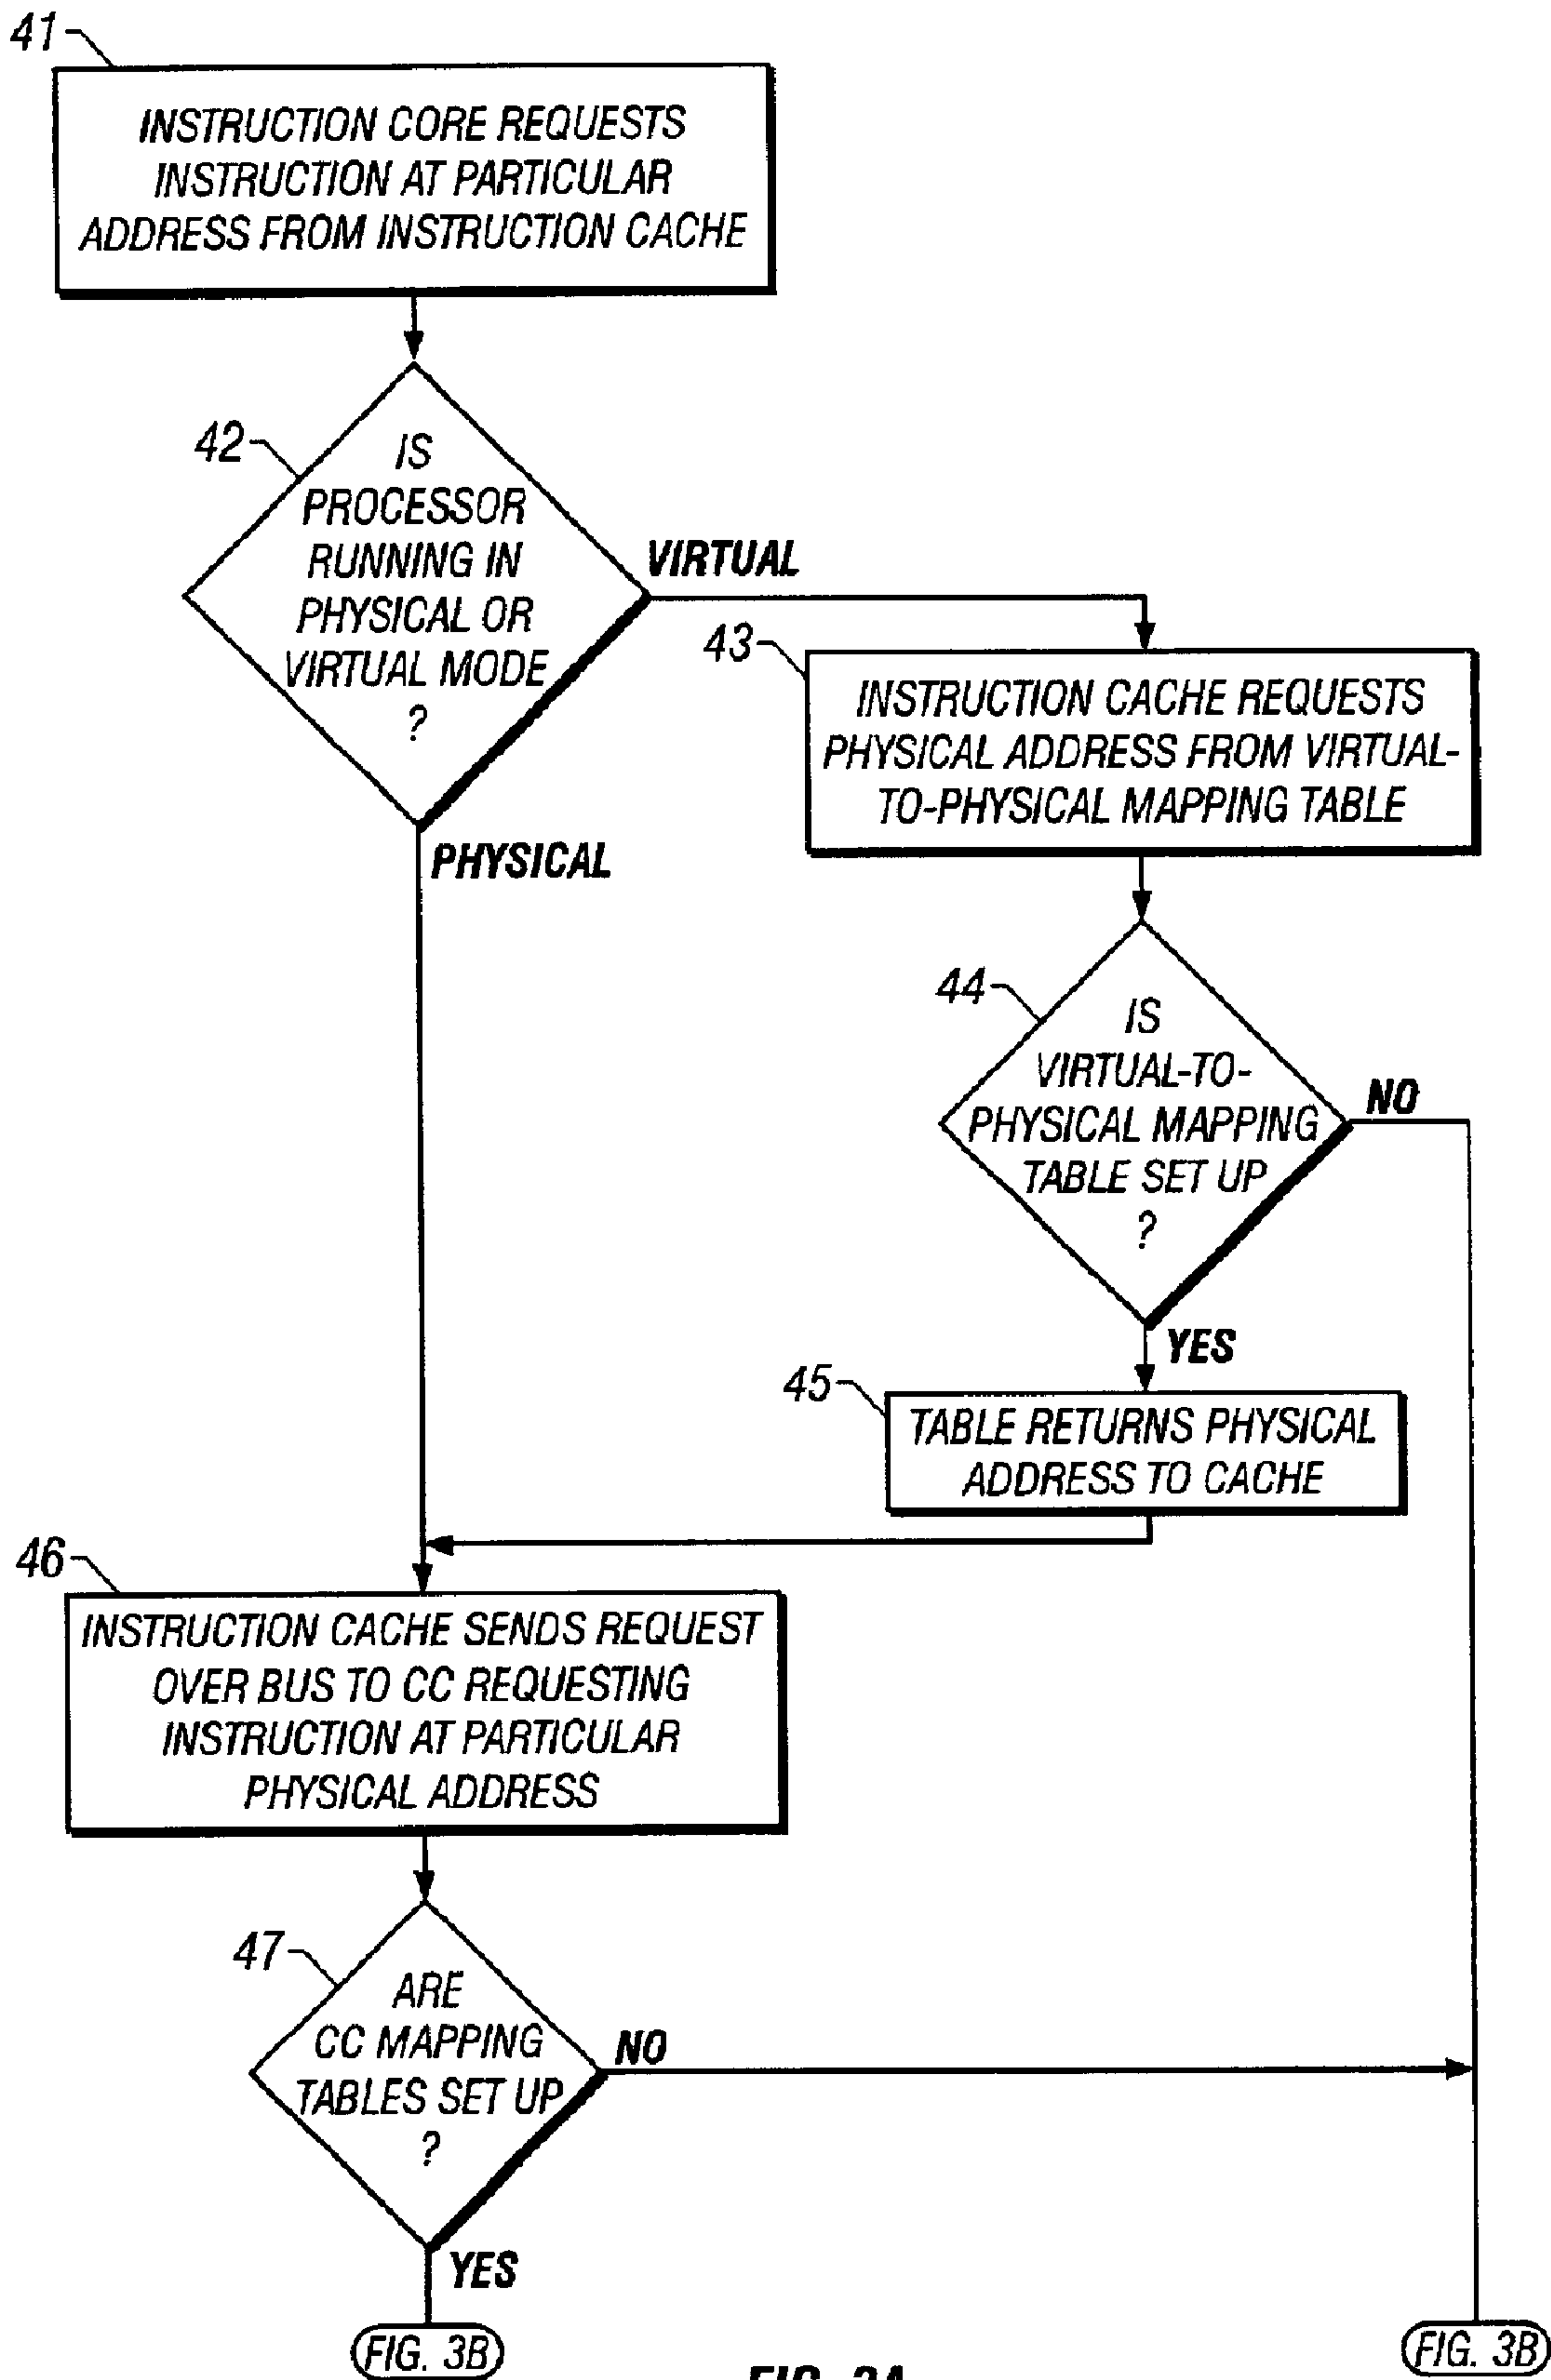 41
INSTRUCTION CORE REQUESTS
INSTRUCTION AT PARTICULAR
ADDRESS FROM INSTRUCTION CACHE
42
IS
PROCESSOR
RUNNING IN
PHYSICAL OR
VIRTUAL MODE
?
VIRTUAL
PHYSICAL
43
INSTRUCTION CACHE REQUESTS
PHYSICAL ADDRESS FROM VIRTUAL-
TO-PHYSICAL MAPPING TABLE
44
IS
VIRTUAL-TO-
PHYSICAL MAPPING
TABLE SET UP
?
NO
YES
45
TABLE RETURNS PHYSICAL
ADDRESS TO CACHE
46
INSTRUCTION CACHE SENDS REQUEST
OVER BUS TO CC REQUESTING
INSTRUCTION AT PARTICULAR
PHYSICAL ADDRESS
47
ARE
CC MAPPING
TABLES SET UP
?
NO
YES
FIG. 3B
FIG. 3B
FIG. 3A